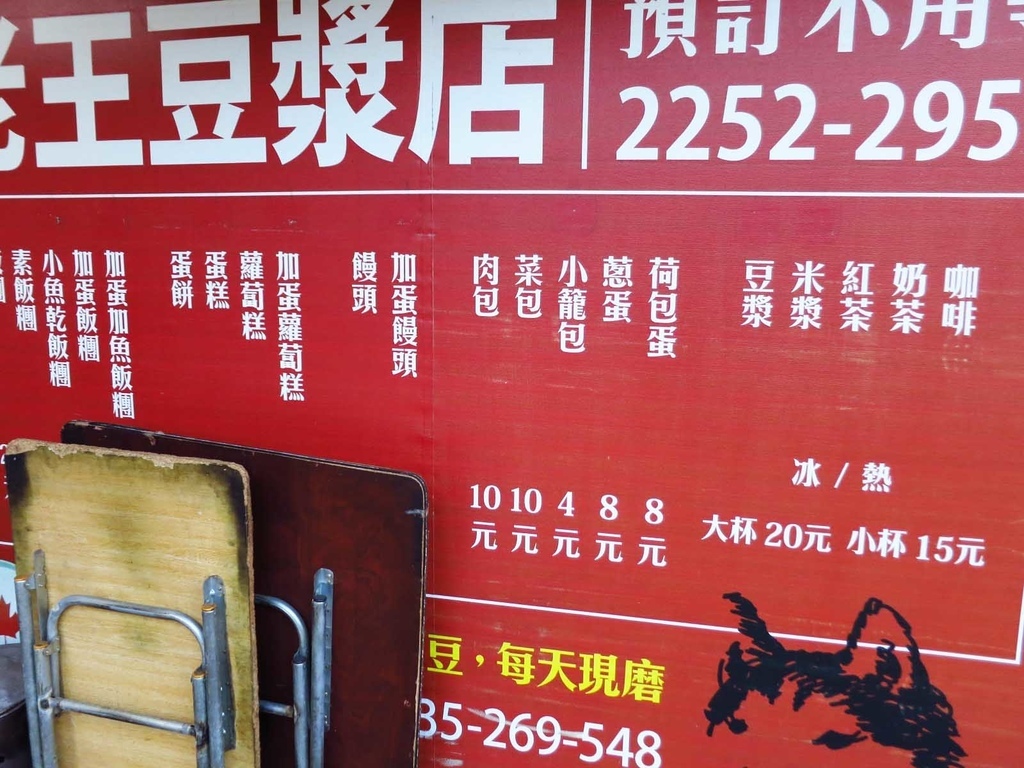 老王豆漿店
預訂不用等
2252-295
咖啡
奶茶
紅茶
米漿
豆漿
冰 / 熱
大杯 20元 小杯 15元
荷包蛋 8元
蔥蛋 8元
小籠包 4元
菜包 10元
肉包 10元
加蛋饅頭
饅頭
加蛋蘿蔔糕
蘿蔔糕
蛋糕
蛋餅
加蛋加魚飯糰
加蛋飯糰
小魚乾飯糰
素飯糰
豆，每天現磨
35-269-548